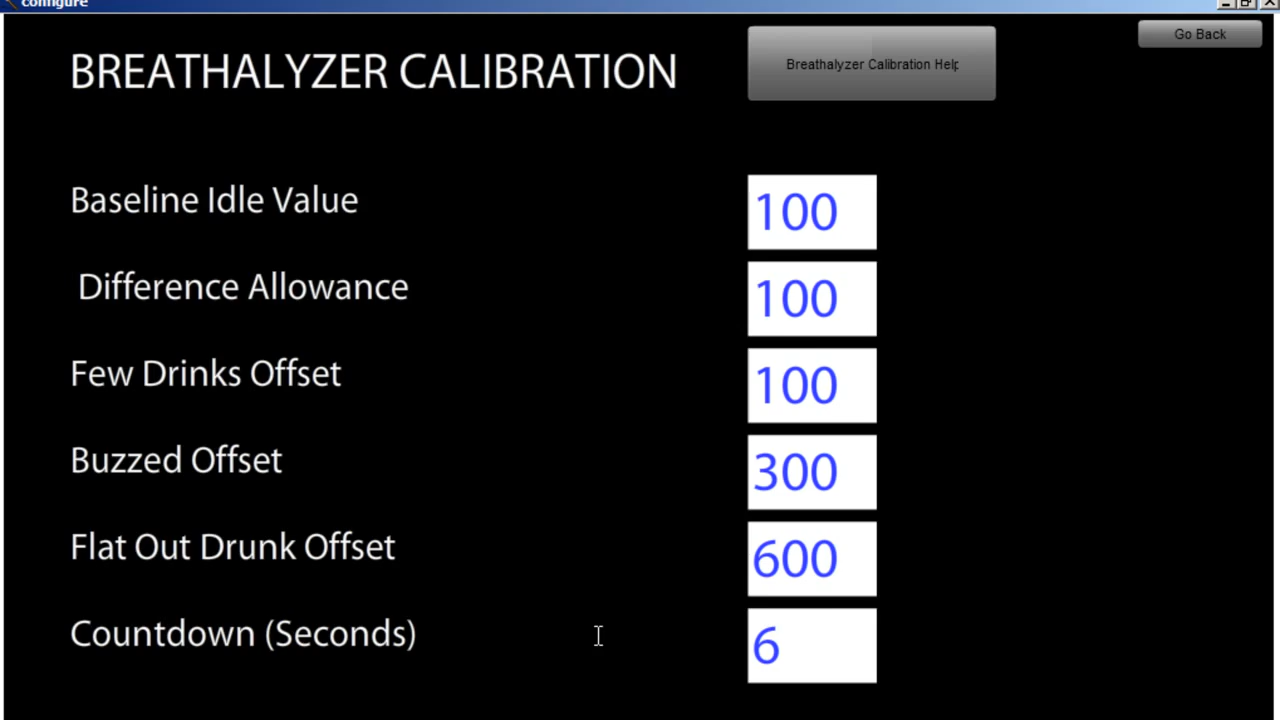 configure
Go Back
BREATHALYZER CALIBRATION
Breathalyzer Calibration Help
Baseline Idle Value
100
Difference Allowance
100
Few Drinks Offset
100
Buzzed Offset
300
Flat Out Drunk Offset
600
Countdown (Seconds)
6